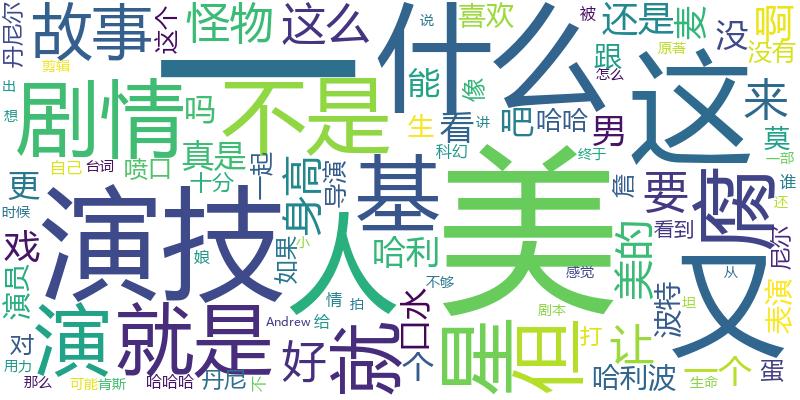 丹尼尔
故事
这个
怪物
这么
一
什么
说
喜欢
被
还是
麦
没
啊
原著
没有
剪辑
出
想
剧情
吗
不是
能
像
生
看
吧
哈哈
男
怎么
这
来
莫
讲
科幻
终于
一部
自己
台词
喷口
真是
十分
一起
身高
导演
基
美
詹
要
腐
谁
还
更
时候
戏
演技
娘
如果
小
人
哈利
美的
看到
尼尔
演员
情
拍
不够
感觉
从
又
波特
表演
对
演
就是
Andrew
给
口水
是
但
剧本
打
让
坦
用力
那么
可能
肯斯
哈哈哈
丹尼
不
好
就
个
哈利波
一个
生命
蛋